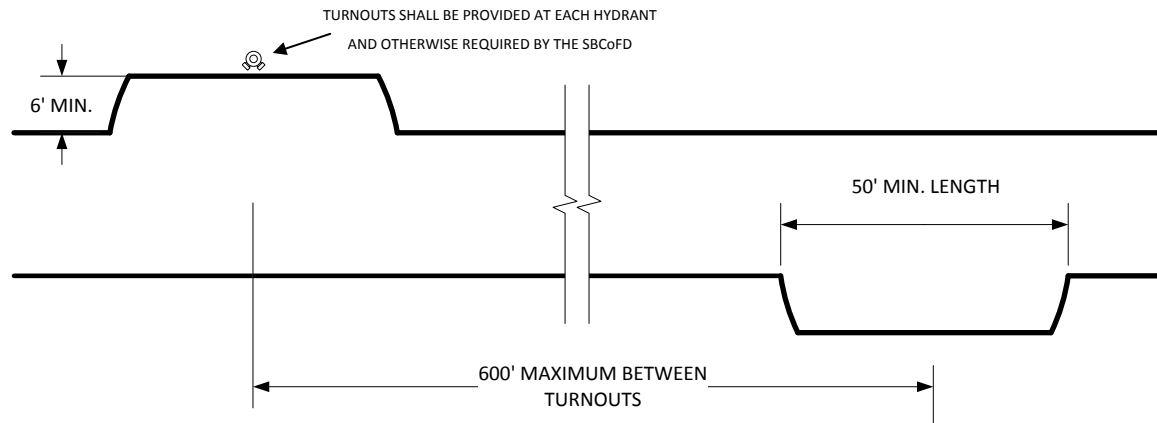 TURNOUTS SHALL BE PROVIDED AT EACH HYDRANT
AND OTHERWISE REQUIRED BY THE SBCoFD
6' MIN.
50' MIN. LENGTH
600' MAXIMUM BETWEEN
TURNOUTS